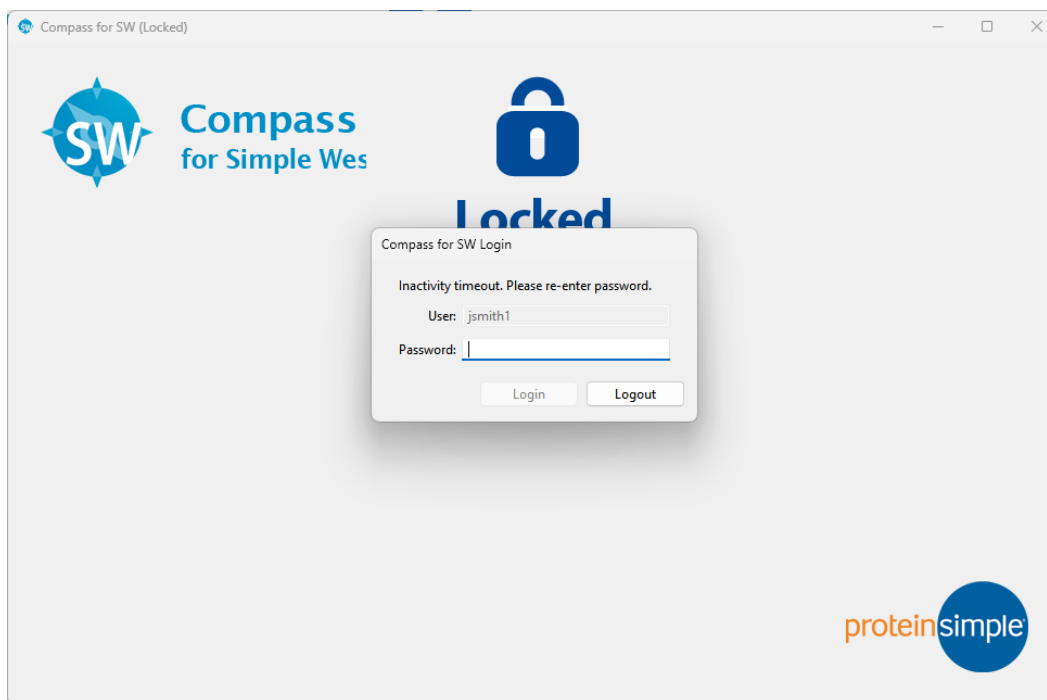 Compass for SW (Locked)
SW
Compass
for Simple Wes
Locked
Compass for SW Login
Inactivity timeout. Please re-enter password.
User: jsmith1
Password:
Login Logout
proteinsimple